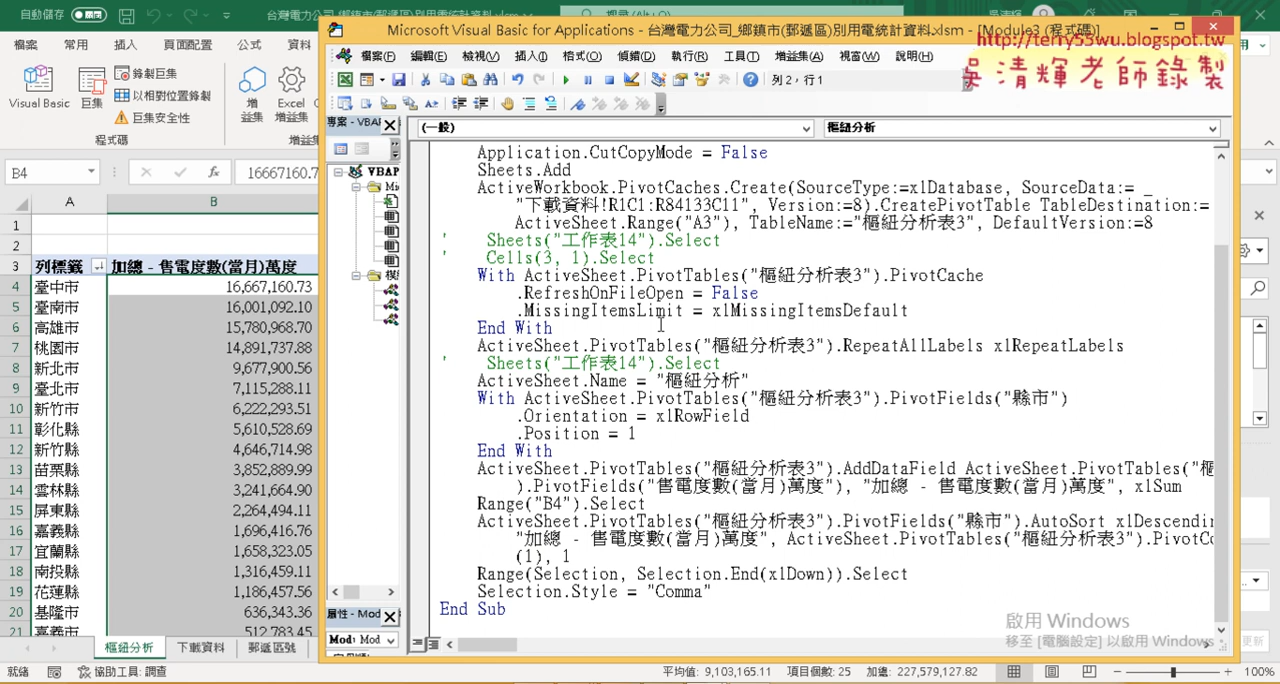 自動儲存
台灣電力公司_鄉鎮市(郵遞區)別用電統計資料.xlsm
搜尋 (Alt+Q)
Microsoft Visual Basic for Applications - 台灣電力公司_鄉鎮市(郵遞區)別用電統計資料.xlsm - [Module3 (程式碼)]
http://terry55wu.blogspot.tw
吳清輝老師錄製
檔案 常用 插入 頁面配置 公式 資料
檔案(F) 編輯(E) 檢視(V) 插入(I) 格式(O) 偵錯(D) 執行(R) 工具(T) 增益集(A) 視窗(W) 說明(H)
列 2，行 1
Visual Basic 巨集 錄製巨集 以相對位置錄製 巨集安全性 增益集 Excel 增益集
程式碼 增益集
專案 - VBAP
(一般) 樞紐分析
B4 fx 16667160.7
Application.CutCopyMode = False
Sheets.Add
ActiveWorkbook.PivotCaches.Create(SourceType:=xlDatabase, SourceData:= _
"下載資料!R1C1:R84133C11", Version:=8).CreatePivotTable TableDestination:=
ActiveSheet.Range("A3"), TableName:="樞紐分析表3", DefaultVersion:=8
' Sheets("工作表14").Select
' Cells(3, 1).Select
With ActiveSheet.PivotTables("樞紐分析表3").PivotCache
.RefreshOnFileOpen = False
.MissingItemsLimit = xlMissingItemsDefault
End With
ActiveSheet.PivotTables("樞紐分析表3").RepeatAllLabels xlRepeatLabels
' Sheets("工作表14").Select
ActiveSheet.Name = "樞紐分析"
With ActiveSheet.PivotTables("樞紐分析表3").PivotFields("縣市")
.Orientation = xlRowField
.Position = 1
End With
ActiveSheet.PivotTables("樞紐分析表3").AddDataField ActiveSheet.PivotTables("樞
).PivotFields("售電度數(當月)萬度"), "加總 - 售電度數(當月)萬度", xlSum
Range("B4").Select
ActiveSheet.PivotTables("樞紐分析表3").PivotFields("縣市").AutoSort xlDescendin
"加總 - 售電度數(當月)萬度", ActiveSheet.PivotTables("樞紐分析表3").PivotCo
(1), 1
Range(Selection, Selection.End(xlDown)).Select
Selection.Style = "Comma"
End Sub
VBAP
Mi
模
屬性 - Mod
Mod Mod
A B
1
2
3 列標籤 加總 - 售電度數(當月)萬度
4 臺中市 16,667,160.73
5 臺南市 16,001,092.10
6 高雄市 15,780,968.70
7 桃園市 14,891,737.88
8 新北市 9,677,900.56
9 臺北市 7,115,288.11
10 新竹市 6,222,293.51
11 彰化縣 5,610,528.69
12 新竹縣 4,646,714.98
13 苗栗縣 3,852,889.99
14 雲林縣 3,241,664.90
15 屏東縣 2,264,494.11
16 嘉義縣 1,696,416.76
17 宜蘭縣 1,658,323.05
18 南投縣 1,316,459.11
19 花蓮縣 1,186,457.56
20 基隆市 636,343.36
21 嘉義市 512,783.45
樞紐分析 下載資料 郵遞區號
啟用 Windows
移至 [電腦設定] 以啟用 Windows。
更新
就緒 協助工具: 調查 平均值: 9,103,165.11 項目個數: 25 加總: 227,579,127.82 100%